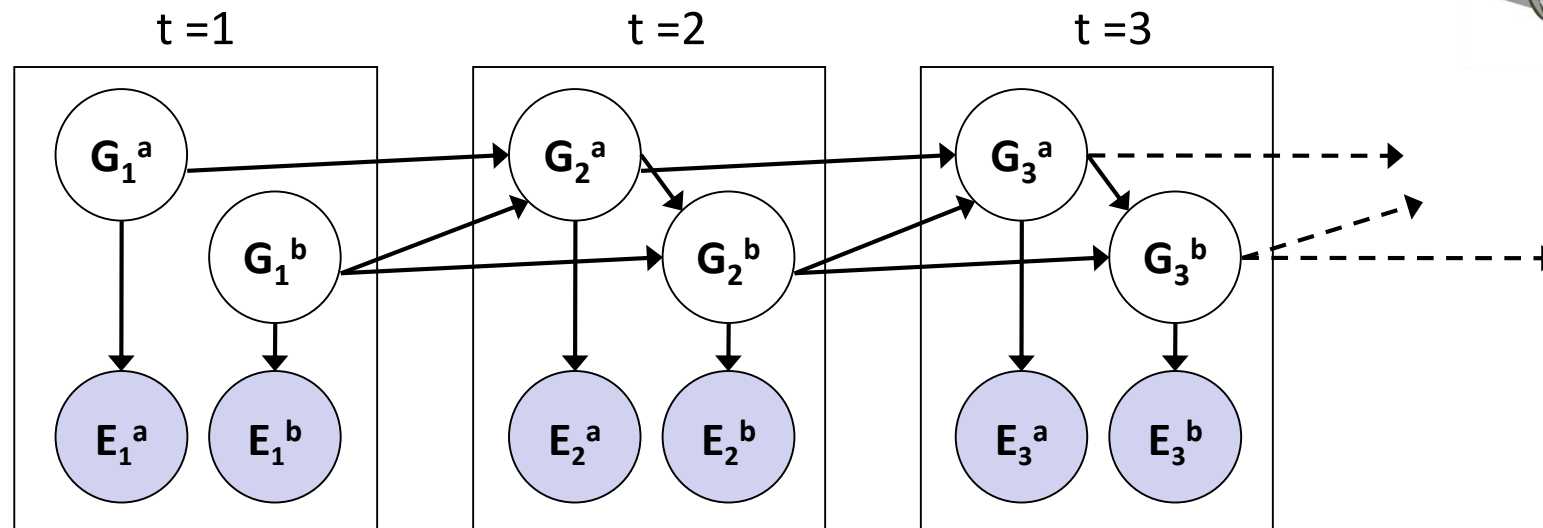 t =1 t =2 t =3
G₁ᵃ G₂ᵃ G₃ᵃ
G₁ᵇ G₂ᵇ G₃ᵇ
E₁ᵃ E₁ᵇ E₂ᵃ E₂ᵇ E₃ᵃ E₃ᵇ